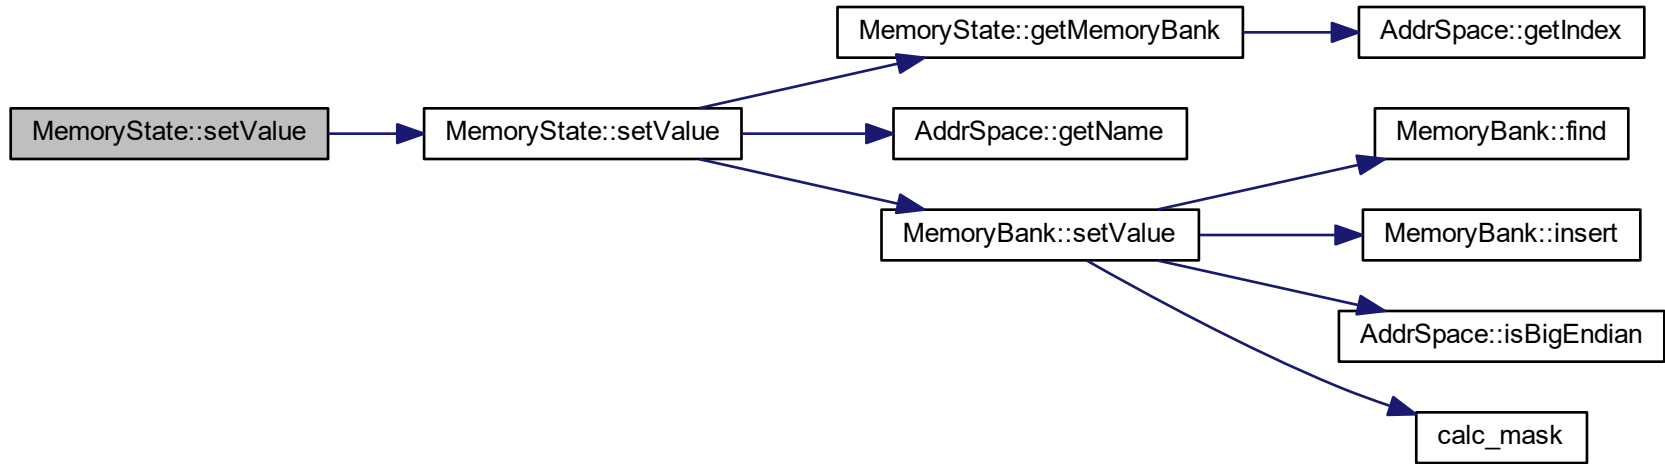 MemoryState::getMemoryBank
AddrSpace::getIndex
MemoryState::setValue
MemoryState::setValue
AddrSpace::getName
MemoryBank::find
MemoryBank::setValue
MemoryBank::insert
AddrSpace::isBigEndian
calc_mask